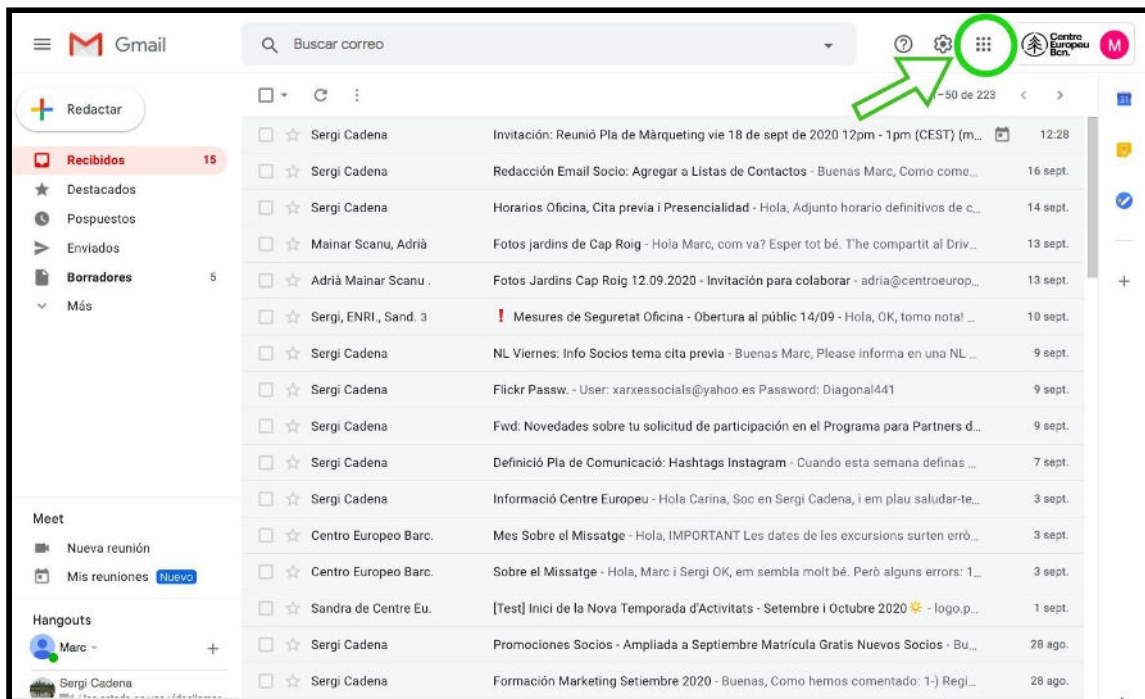 Gmail
Buscar correo
Centre
Europeu
Bcn.
M
Redactar
–50 de 223
31
Recibidos 15
Destacados
Pospuestos
Enviados
Borradores 5
Más
Sergi Cadena Invitación: Reunió Pla de Màrqueting vie 18 de sept de 2020 12pm - 1pm (CEST) (m... 12:28
Sergi Cadena Redacción Email Socio: Agregar a Listas de Contactos - Buenas Marc, Como come... 16 sept.
Sergi Cadena Horarios Oficina, Cita previa i Presencialidad - Hola, Adjunto horario definitivos de c... 14 sept.
Mainar Scanu, Adrià Fotos jardins de Cap Roig - Hola Marc, com va? Esper tot bé. T'he compartit al Driv... 13 sept.
Adrià Mainar Scanu . Fotos Jardins Cap Roig 12.09.2020 - Invitación para colaborar - adria@centroeurop... 13 sept.
Sergi, ENRI., Sand. 3 ❗ Mesures de Seguretat Oficina - Obertura al públic 14/09 - Hola, OK, tomo nota! ... 10 sept.
Sergi Cadena NL Viernes: Info Socios tema cita previa - Buenas Marc, Please informa en una NL ... 9 sept.
Sergi Cadena Flickr Passw. - User: xarxessocials@yahoo.es Password: Diagonal441 9 sept.
Sergi Cadena Fwd: Novedades sobre tu solicitud de participación en el Programa para Partners d... 9 sept.
Sergi Cadena Definició Pla de Comunicació: Hashtags Instagram - Cuando esta semana definas ... 7 sept.
Sergi Cadena Informació Centre Europeu - Hola Carina, Soc en Sergi Cadena, i em plau saludar-te... 3 sept.
Centro Europeo Barc. Mes Sobre el Missatge - Hola, IMPORTANT Les dates de les excursions surten errò... 3 sept.
Centro Europeo Barc. Sobre el Missatge - Hola, Marc i Sergi OK, em sembla molt bé. Però alguns errors: 1... 3 sept.
Sandra de Centre Eu. [Test] Inici de la Nova Temporada d'Activitats - Setembre i Octubre 2020☀️ - logo.p... 1 sept.
Sergi Cadena Promociones Socios - Ampliada a Septiembre Matrícula Gratis Nuevos Socios - Bu... 28 ago.
Sergi Cadena Formación Marketing Setiembre 2020 - Buenas, Como hemos comentado: 1-) Regi... 28 ago.
Meet
Nueva reunión
Mis reuniones Nuevo
Hangouts
Marc
Sergi Cadena